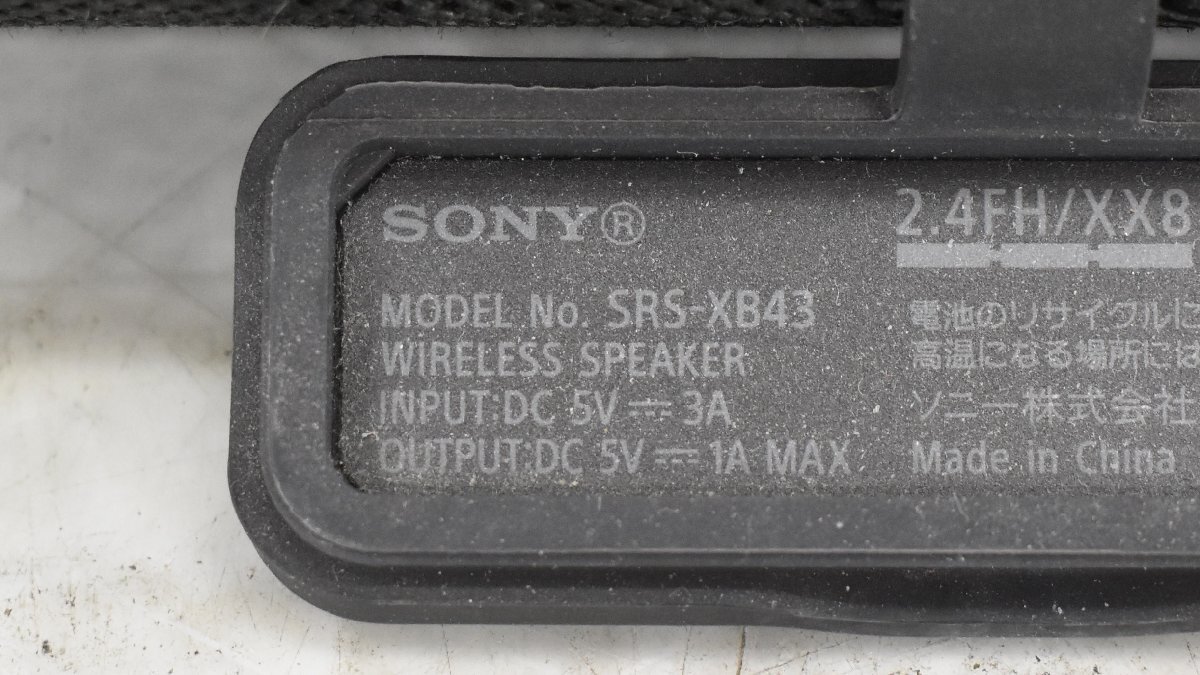 SONY®
MODEL No. SRS-XB43
WIRELESS SPEAKER
INPUT:DC 5V ⎓ 3A
OUTPUT:DC 5V ⎓ 1A MAX
2.4FH/XX8
電池のリサイクルに
高温になる場所には
ソニー株式会社
Made in China